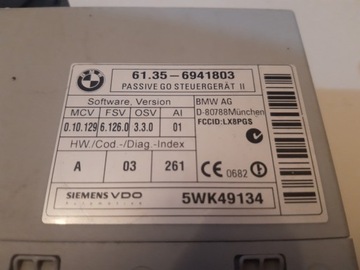 BMW
61.35 - 6941803
PASSIVE GO STEUERGERÄT II
Software, Version
MCV FSV OSV AI
0.10.129 6.126.0 3.3.0 01
BMW AG
D-80788München
FCCID:LX8PGS
HW./Cod.-/Diag.-Index
A 03 261
CE 0682 !
SIEMENS VDO
AUTOMOTIVE
5WK49134